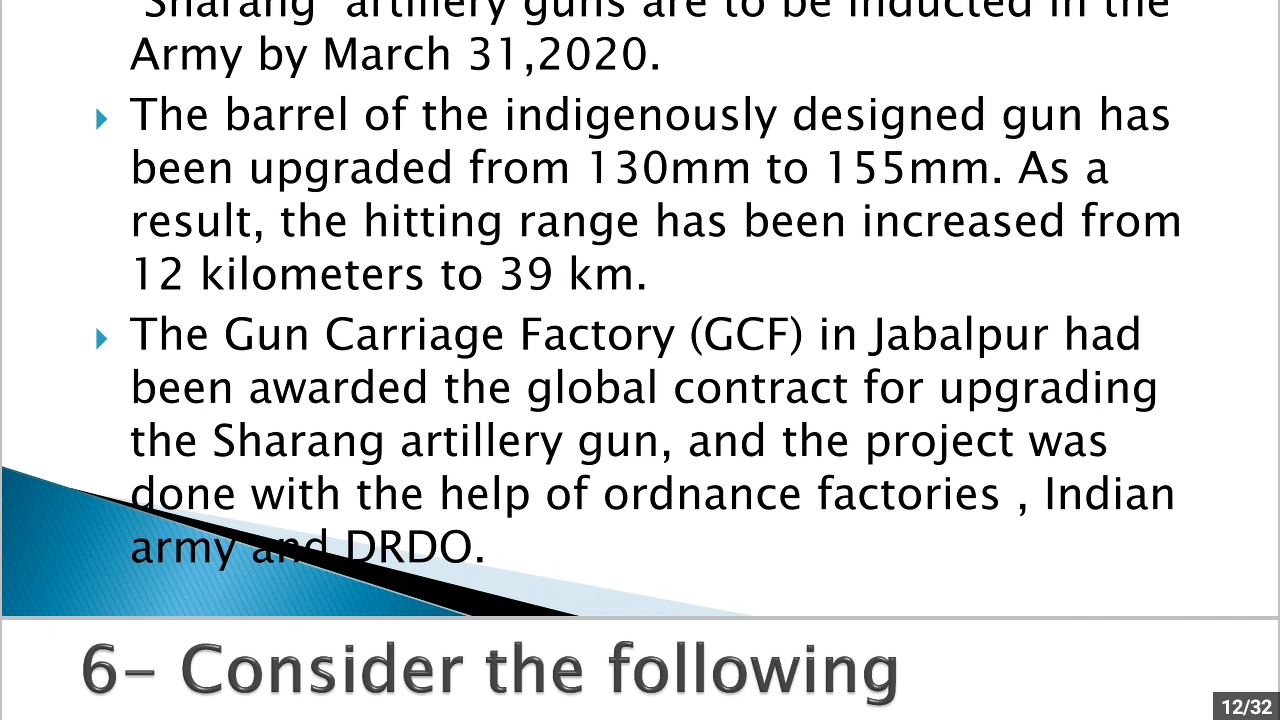 'Sharang' artillery guns are to be inducted in the
Army by March 31,2020.
The barrel of the indigenously designed gun has
been upgraded from 130mm to 155mm. As a
result, the hitting range has been increased from
12 kilometers to 39 km.
The Gun Carriage Factory (GCF) in Jabalpur had
been awarded the global contract for upgrading
the Sharang artillery gun, and the project was
done with the help of ordnance factories , Indian
army and DRDO.
6- Consider the following
12/32